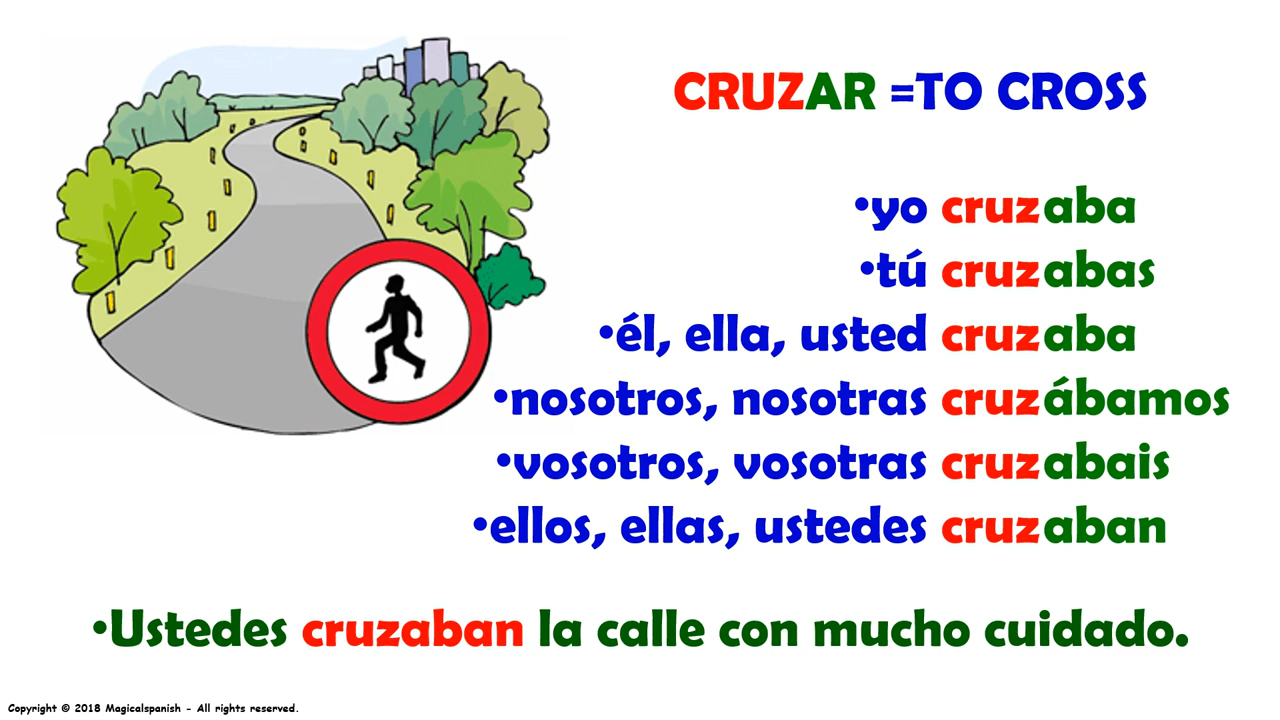 CRUZAR =TO CROSS
•yo cruzaba
•tú cruzabas
•él, ella, usted cruzaba
•nosotros, nosotras cruzábamos
•vosotros, vosotras cruzabais
•ellos, ellas, ustedes cruzaban
•Ustedes cruzaban la calle con mucho cuidado.
Copyright © 2018 Magicalspanish - All rights reserved.